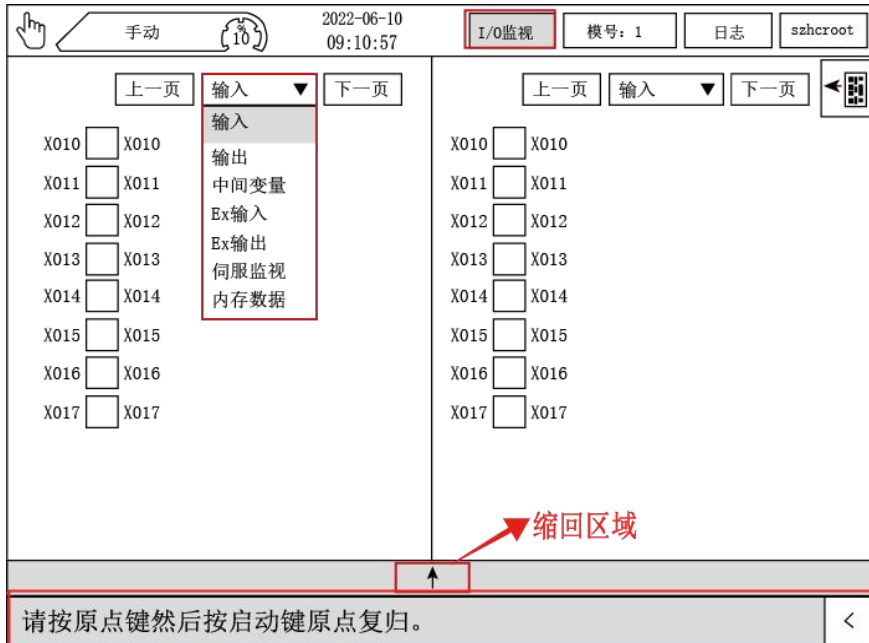 手动
% 10
2022-06-10
09:10:57
I/O监视
模号: 1
日志
szhcroot
上一页
输入 ▼
下一页
输入
输出
中间变量
Ex输入
Ex输出
伺服监视
内存数据
X010 X010
X011 X011
X012 X012
X013 X013
X014 X014
X015 X015
X016 X016
X017 X017
上一页
输入 ▼
下一页
X010 X010
X011 X011
X012 X012
X013 X013
X014 X014
X015 X015
X016 X016
X017 X017
缩回区域
请按原点键然后按启动键原点复归。
<